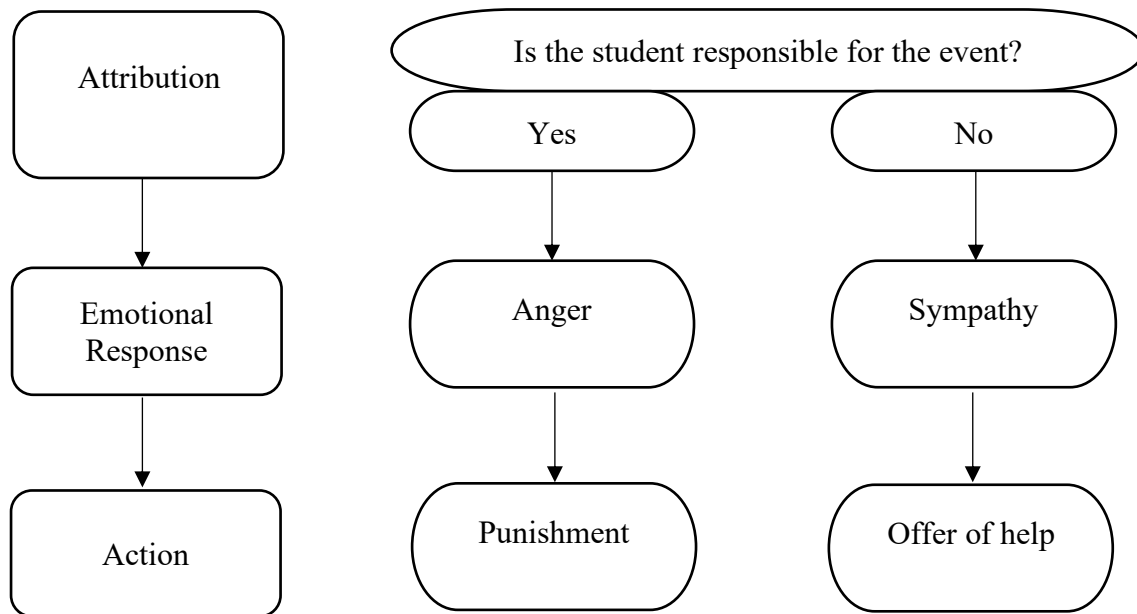 Attribution
Is the student responsible for the event?
Yes
No
Emotional
Response
Anger
Sympathy
Action
Punishment
Offer of help